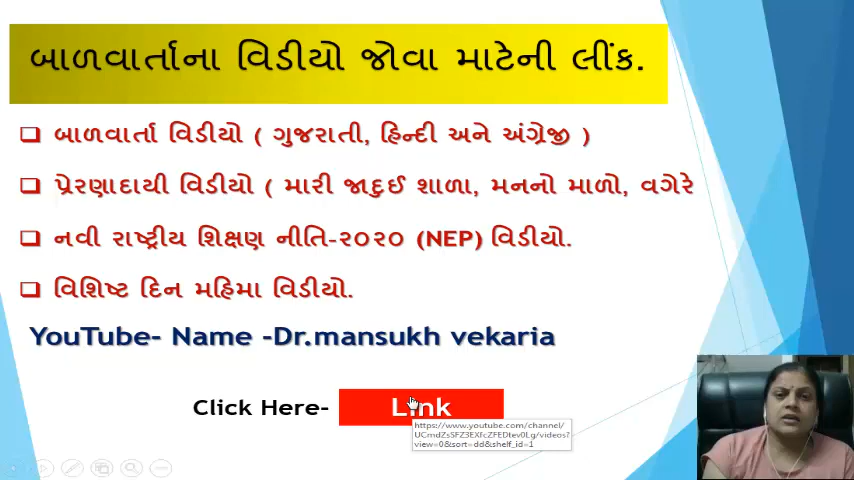 બાળવાર્તાના વિડીયો જોવા માટેની લીંક.
બાળવાર્તા વિડીયો ( ગુજરાતી, હિન્દી અને અંગ્રેજી )
પ્રેરણાદાયી વિડીયો ( મારી જાદુઈ શાળા, મનનો માળો, વગેરે
નવી રાષ્ટ્રીય શિક્ષણ નીતિ-૨૦૨૦ (NEP) વિડીયો.
વિશિષ્ટ દિન મહિમા વિડીયો.
YouTube- Name -Dr.mansukh vekaria
Click Here- Link
https://www.youtube.com/channel/
UCmdZsSFZ3EXfcZFEDtev0Lg/videos?
view=0&sort=dd&shelf_id=1